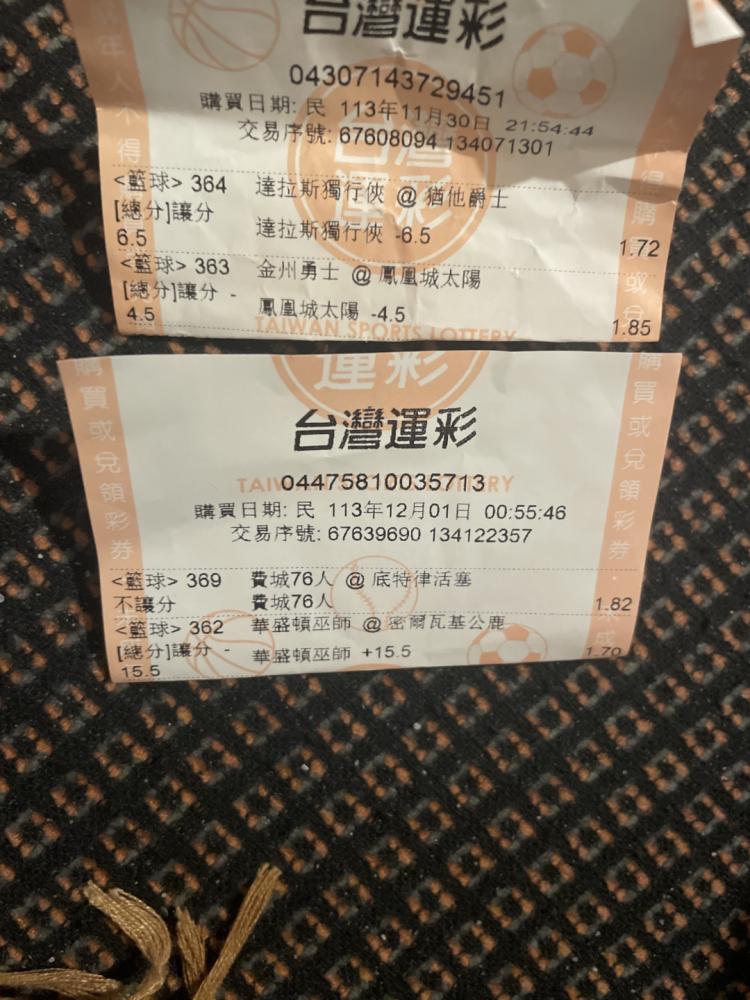 台灣運彩
04307143729451
購買日期: 民 113年11月30日 21:54:44
交易序號: 67608094 134071301
<籃球> 364 達拉斯獨行俠 @ 猶他爵士
[總分]讓分
6.5 達拉斯獨行俠 -6.5 1.72
<籃球> 363 金州勇士 @ 鳳凰城太陽
[總分]讓分 -
4.5 鳳凰城太陽 -4.5 1.85
TAIWAN SPORTS LOTTERY
運彩
台灣運彩
04475810035713
購買日期: 民 113年12月01日 00:55:46
交易序號: 67639690 134122357
<籃球> 369 費城76人 @ 底特律活塞
不讓分 費城76人 1.82
<籃球> 362 華盛頓巫師 @ 密爾瓦基公鹿
[總分]讓分 -
15.5 華盛頓巫師 +15.5 1.70
購買或兌領彩券
購買或兌領彩券